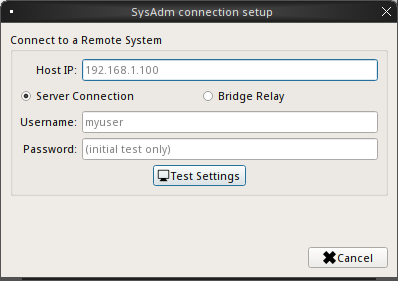 SysAdm connection setup
Connect to a Remote System
Host IP: 192.168.1.100
Server Connection Bridge Relay
Username: myuser
Password: (initial test only)
Test Settings
Cancel